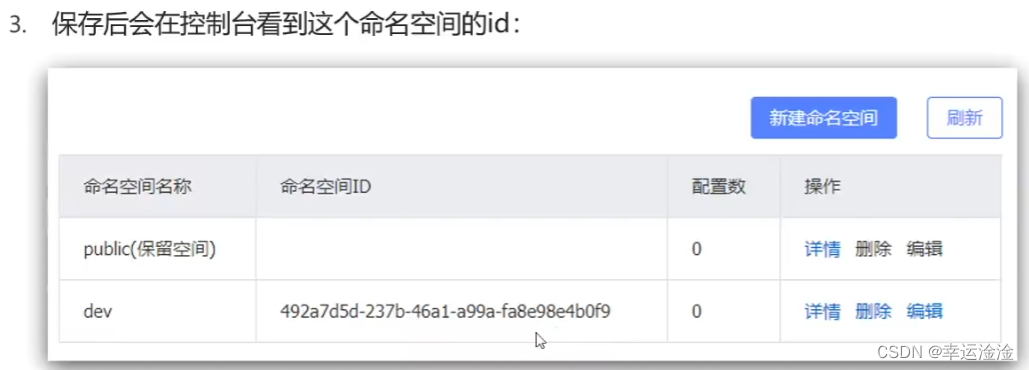 3. 保存后会在控制台看到这个命名空间的id：
新建命名空间 刷新
命名空间名称 命名空间ID 配置数 操作
public(保留空间) 0 详情 删除 编辑
dev 492a7d5d-237b-46a1-a99a-fa8e98e4b0f9 0 详情 删除 编辑
CSDN @幸运淦淦